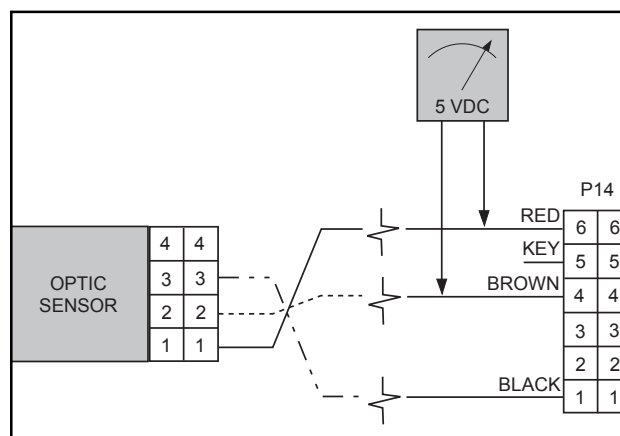 5 VDC
P14
RED
6 6
KEY
5 5
BROWN
4 4
3 3
2 2
BLACK
1 1
OPTIC
SENSOR
4 4
3 3
2 2
1 1